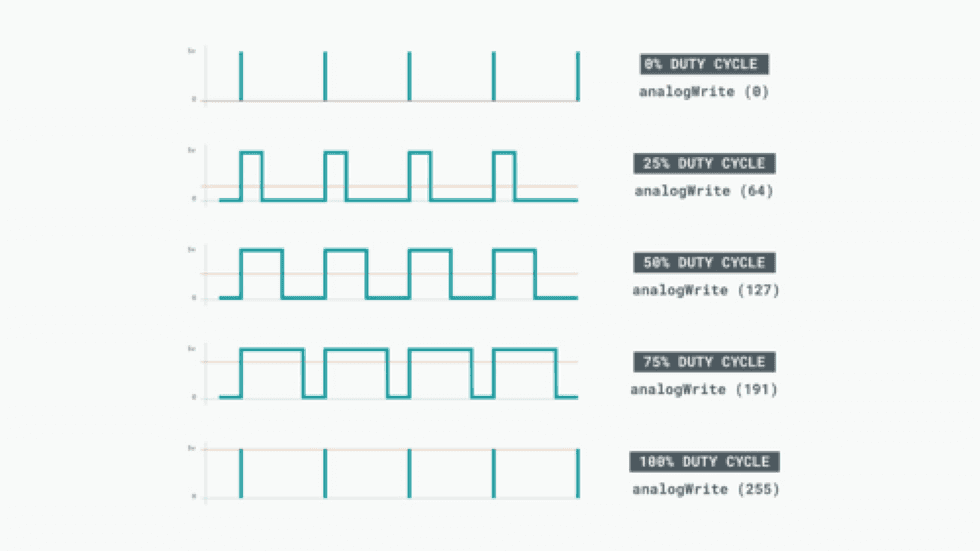 5v
0
0% DUTY CYCLE
analogWrite (0)
5v
0
25% DUTY CYCLE
analogWrite (64)
5v
0
50% DUTY CYCLE
analogWrite (127)
5v
0
75% DUTY CYCLE
analogWrite (191)
5v
0
100% DUTY CYCLE
analogWrite (255)